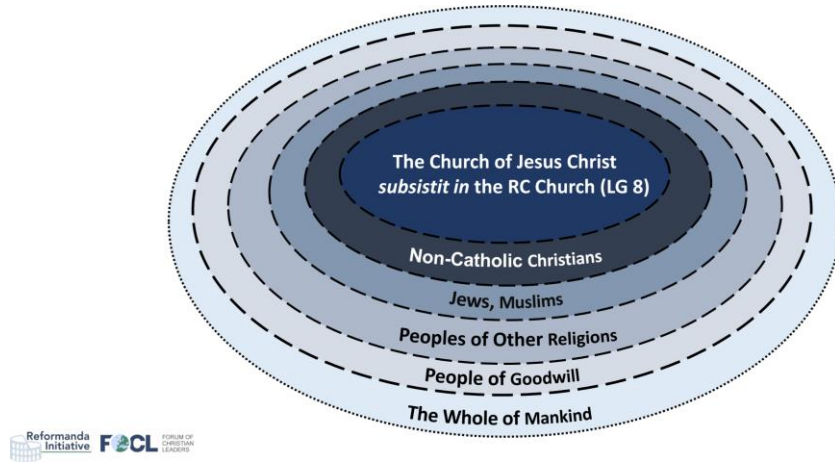 The Church of Jesus Christ
subsistit in the RC Church (LG 8)
Non-Catholic Christians
Jews, Muslims
Peoples of Other Religions
People of Goodwill
The Whole of Mankind
Reformanda
Initiative
FOCL
FORUM OF
CHRISTIAN
LEADERS